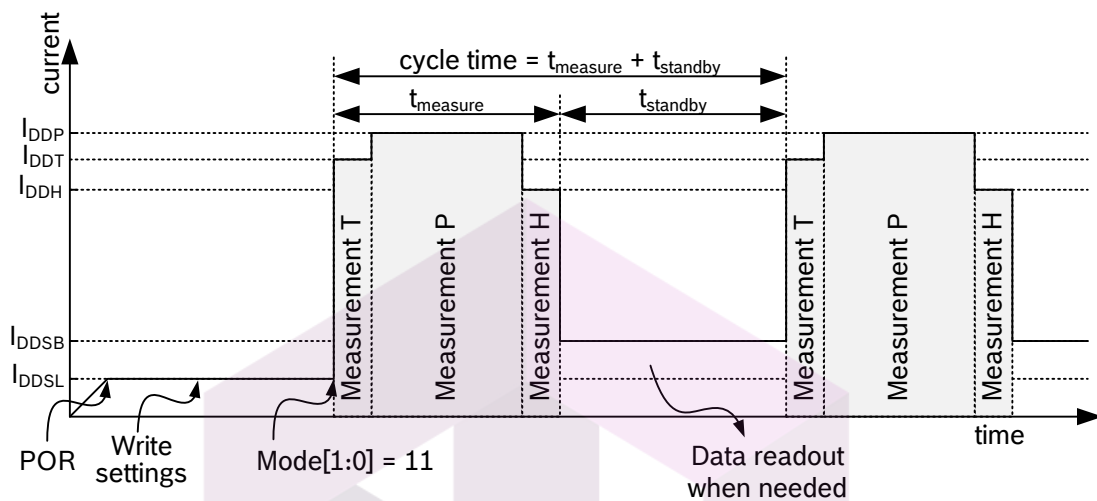 current
cycle time = tmeasure + tstandby
tmeasure
tstandby
IDDP
IDDT
IDDH
IDDSB
IDDSL
Measurement T
Measurement P
Measurement H
Measurement T
Measurement P
Measurement H
time
POR
Write
settings
Mode[1:0] = 11
Data readout
when needed